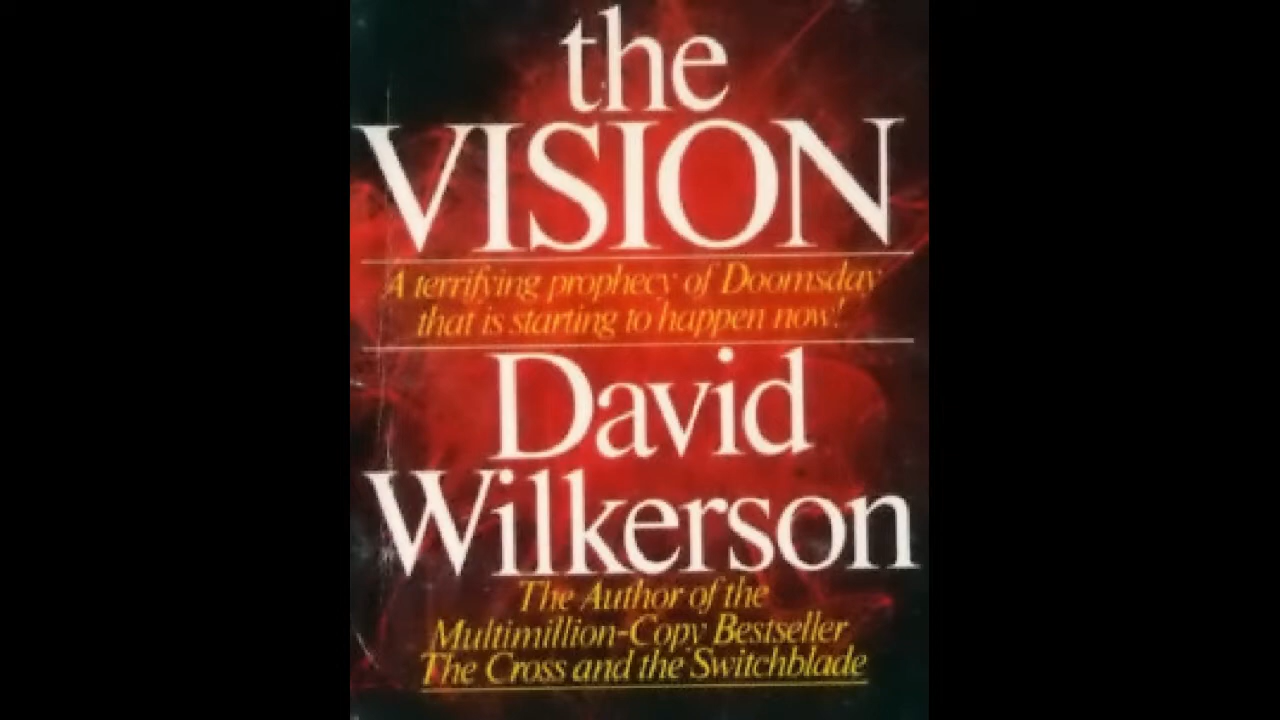 the
VISION
A terrifying prophecy of Doomsday
that is starting to happen now!
David
Wilkerson
The Author of the
Multimillion-Copy Bestseller
The Cross and the Switchblade